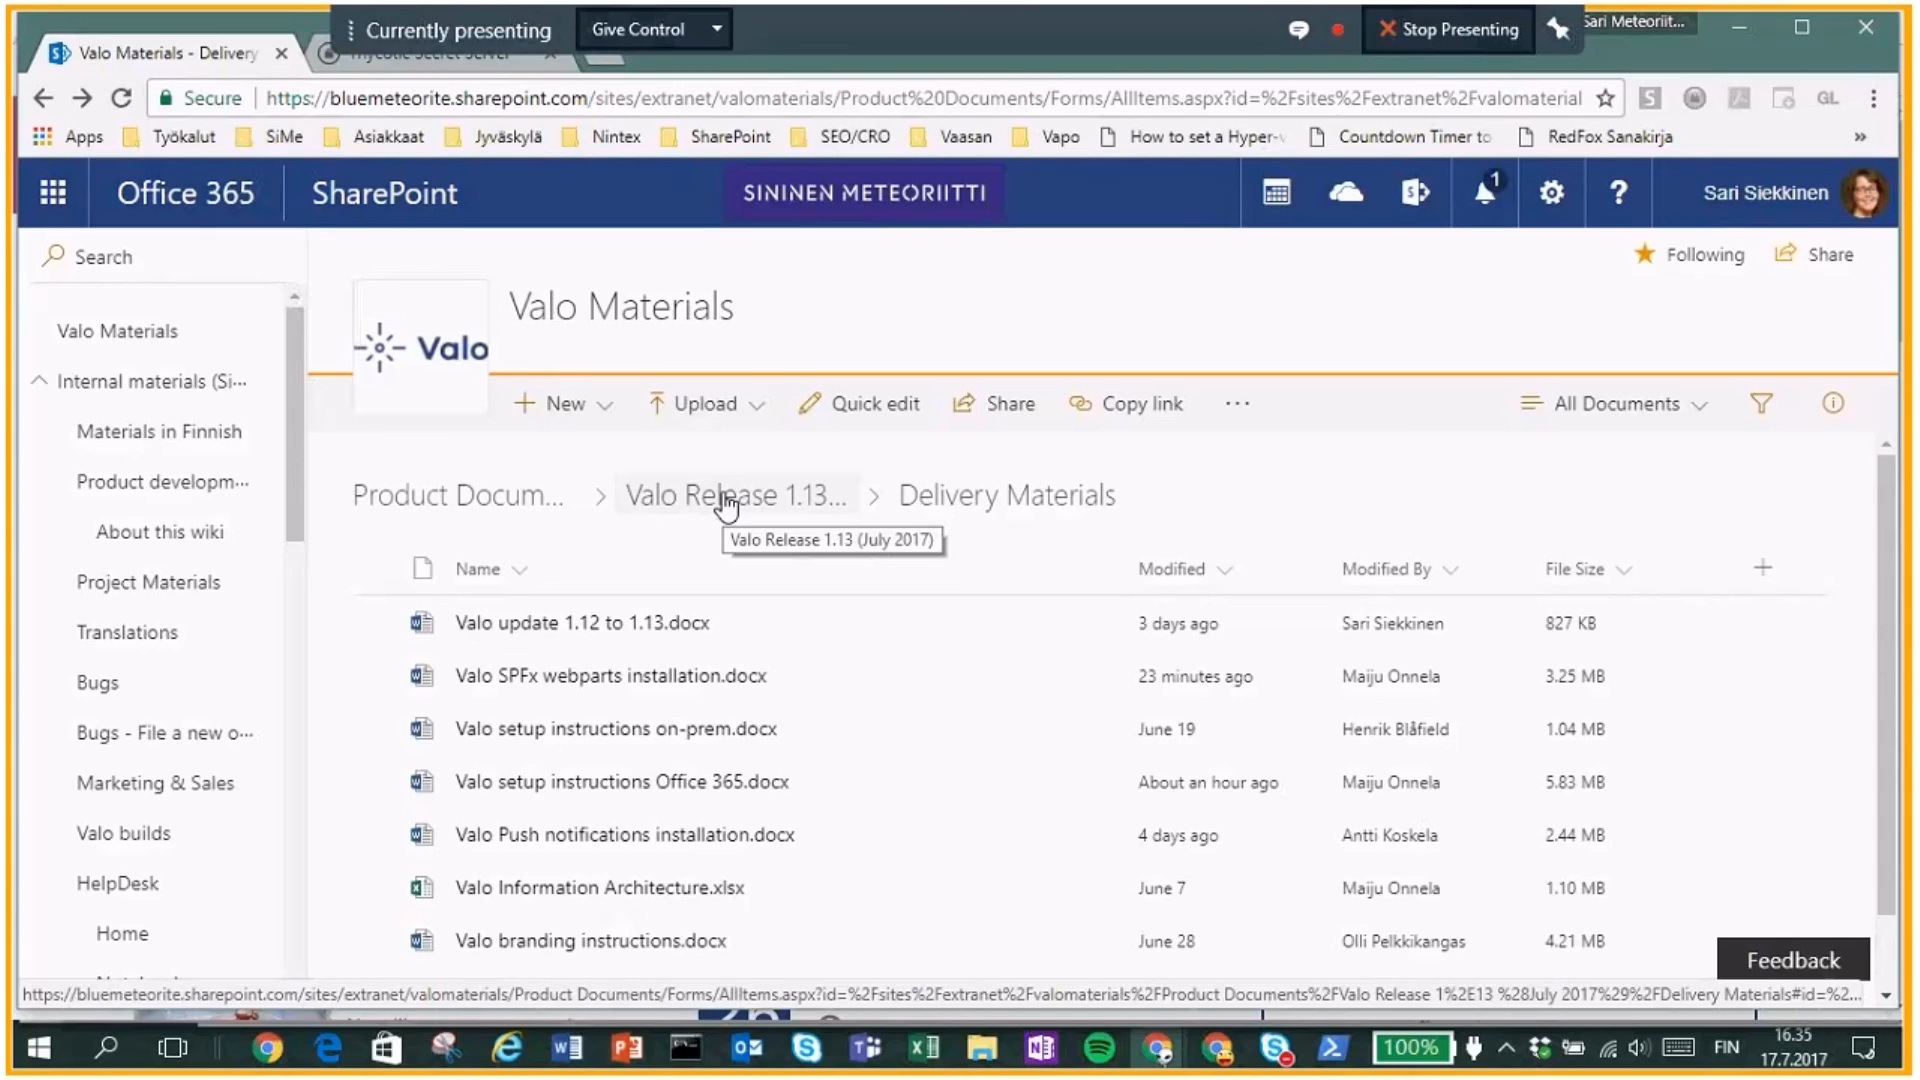 Currently presenting
Give Control
Stop Presenting
Sari Meteoriit...
Valo Materials - Delivery
Secret Server
Secure
https://bluemeteorite.sharepoint.com/sites/extranet/valomaterials/Product%20Documents/Forms/AllItems.aspx?id=%2Fsites%2Fextranet%2Fvalomaterial
GL
Apps
Työkalut
SiMe
Asiakkaat
Jyväskylä
Nintex
SharePoint
SEO/CRO
Vaasan
Vapo
How to set a Hyper-v
Countdown Timer to
RedFox Sanakirja
»
Office 365
SharePoint
SININEN METEORIITTI
1
Sari Siekkinen
Search
Following
Share
Valo Materials
Valo
Valo Materials
Internal materials (Si...
Materials in Finnish
Product developm...
About this wiki
Project Materials
Translations
Bugs
Bugs - File a new o...
Marketing & Sales
Valo builds
HelpDesk
Home
New
Upload
Quick edit
Share
Copy link
...
All Documents
Product Docum... > Valo Release 1.13... > Delivery Materials
Valo Release 1.13 (July 2017)
Name Modified Modified By File Size +
Valo update 1.12 to 1.13.docx 3 days ago Sari Siekkinen 827 KB
Valo SPFx webparts installation.docx 23 minutes ago Maiju Onnela 3.25 MB
Valo setup instructions on-prem.docx June 19 Henrik Blåfield 1.04 MB
Valo setup instructions Office 365.docx About an hour ago Maiju Onnela 5.83 MB
Valo Push notifications installation.docx 4 days ago Antti Koskela 2.44 MB
Valo Information Architecture.xlsx June 7 Maiju Onnela 1.10 MB
Valo branding instructions.docx June 28 Olli Pelkkikangas 4.21 MB
Feedback
https://bluemeteorite.sharepoint.com/sites/extranet/valomaterials/Product Documents/Forms/AllItems.aspx?id=%2Fsites%2Fextranet%2Fvalomaterials%2FProduct Documents%2FValo Release 1%2E13 %28July 2017%29%2FDelivery Materials#id=%2...
100%
FIN
16.35
17.7.2017